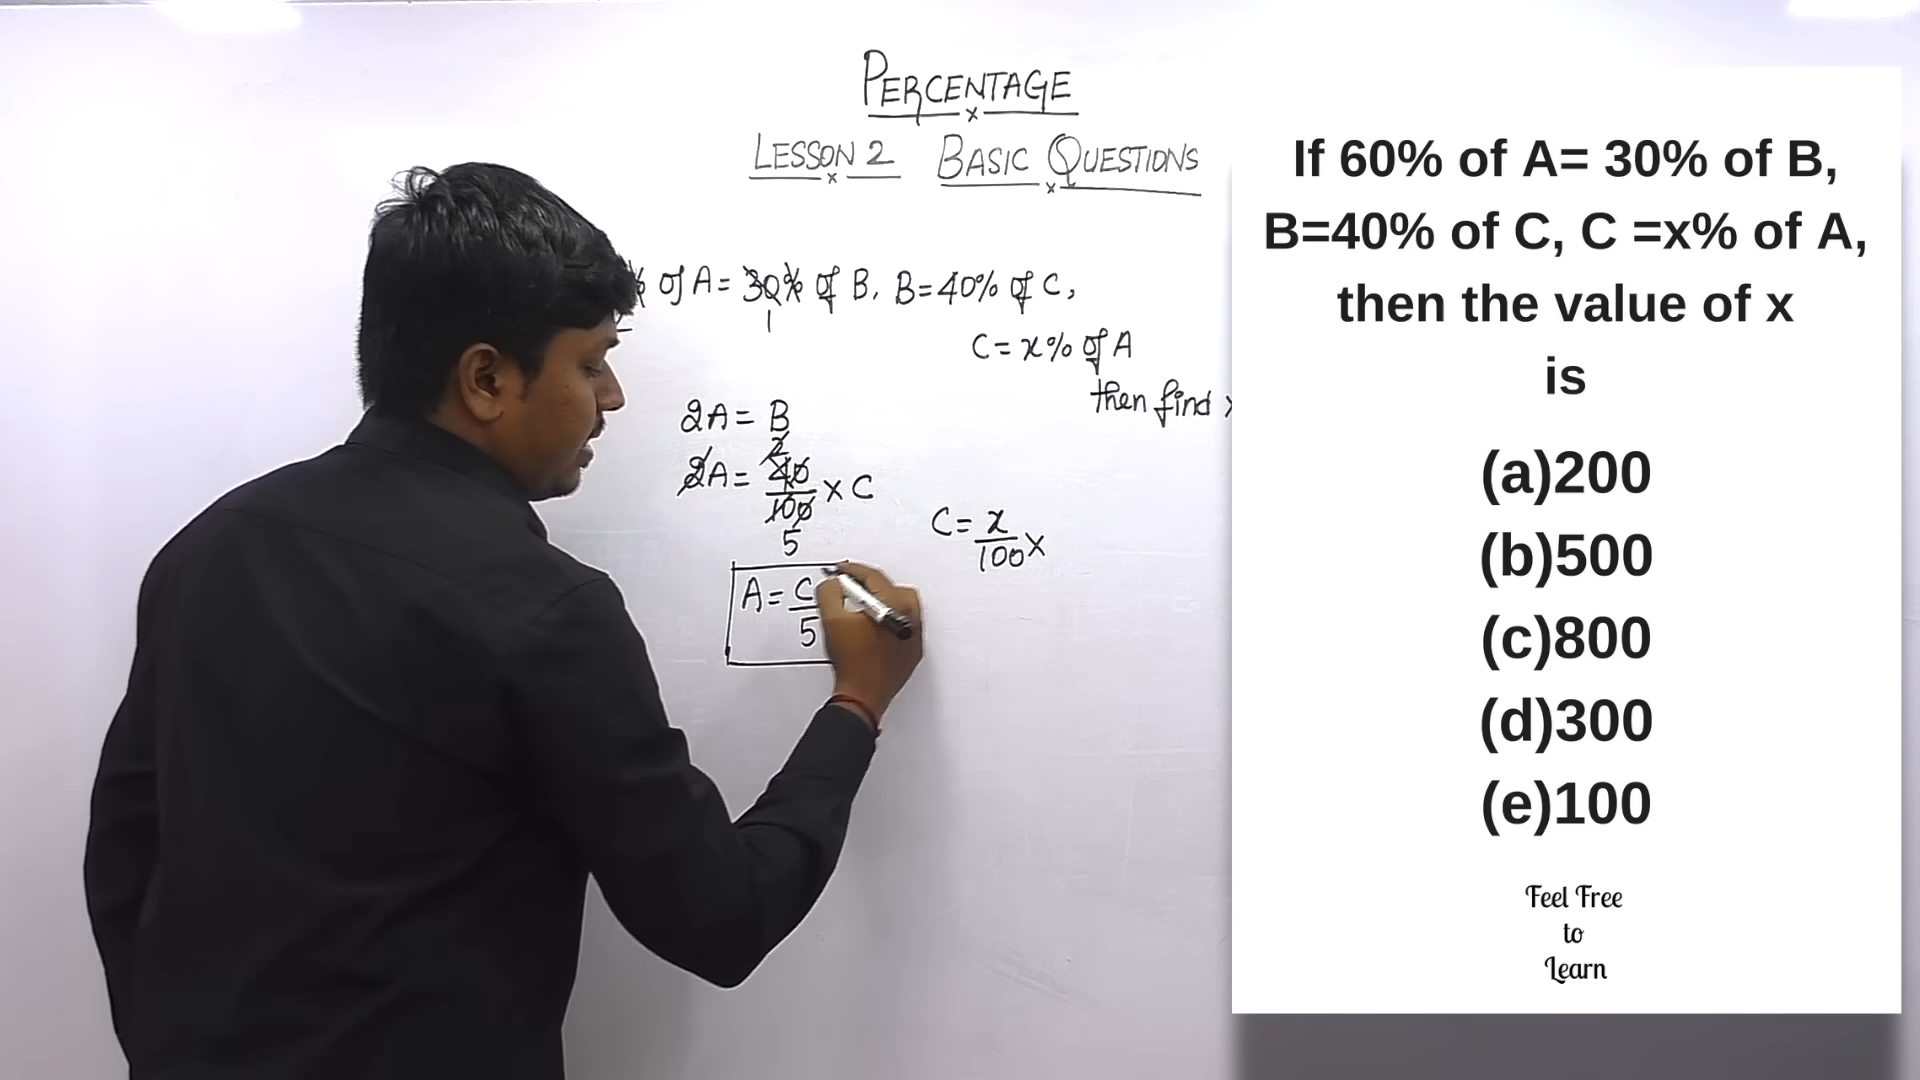 PERCENTAGE
LESSON 2 BASIC QUESTIONS
of A = 30% of B, B = 40% of C,
1
C = x% of A
then find
2A = B
2
2A = 40/100 × C
5
A = C/5
C = x/100 ×
If 60% of A= 30% of B,
B=40% of C, C =x% of A,
then the value of x
is
(a)200
(b)500
(c)800
(d)300
(e)100
Feel Free
to
Learn